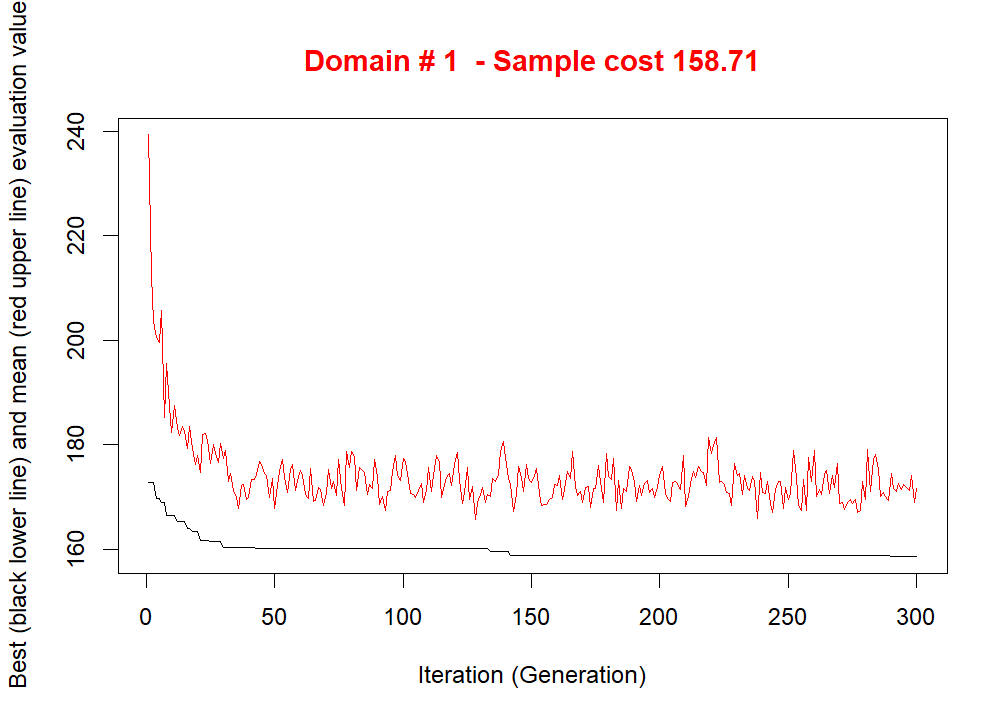 Domain # 1  - Sample cost 158.71
Best (black lower line) and mean (red upper line) evaluation value
240
220
200
180
160
0 50 100 150 200 250 300
Iteration (Generation)